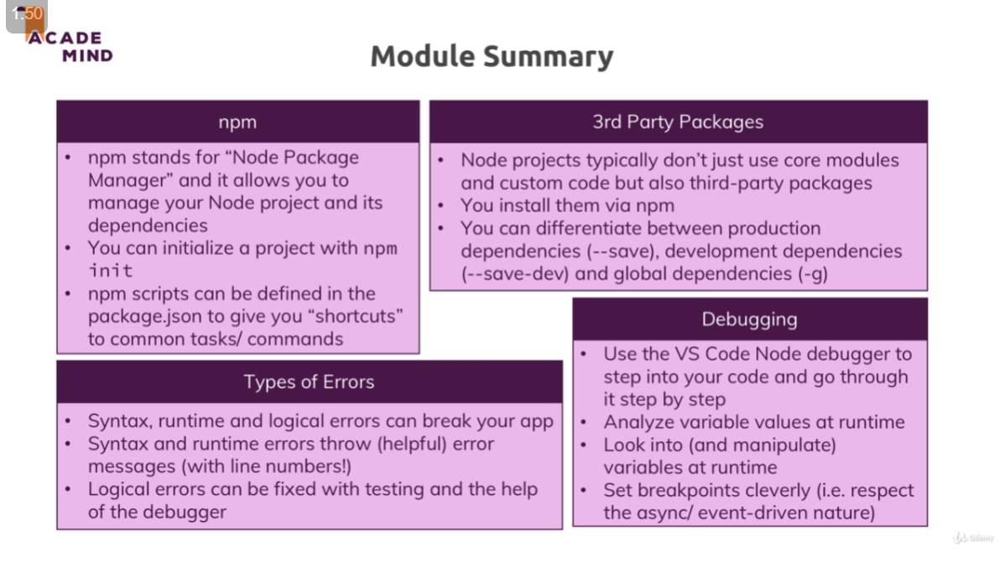 1.50
ACADE
MIND
Module Summary
npm
• npm stands for “Node Package
Manager” and it allows you to
manage your Node project and its
dependencies
• You can initialize a project with npm
init
• npm scripts can be defined in the
package.json to give you “shortcuts”
to common tasks/ commands
3rd Party Packages
• Node projects typically don’t just use core modules
and custom code but also third-party packages
• You install them via npm
• You can differentiate between production
dependencies (--save), development dependencies
(--save-dev) and global dependencies (-g)
Types of Errors
• Syntax, runtime and logical errors can break your app
• Syntax and runtime errors throw (helpful) error
messages (with line numbers!)
• Logical errors can be fixed with testing and the help
of the debugger
Debugging
• Use the VS Code Node debugger to
step into your code and go through
it step by step
• Analyze variable values at runtime
• Look into (and manipulate)
variables at runtime
• Set breakpoints cleverly (i.e. respect
the async/ event-driven nature)
Udemy